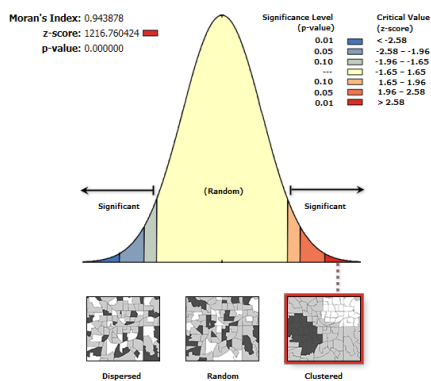 Moran's Index: 0.943878
z-score: 1216.760424
p-value: 0.000000
Significance Level
(p-value)
Critical Value
(z-score)
0.01 < -2.58
0.05 -2.58 – -1.96
0.10 -1.96 – -1.65
--- -1.65 – 1.65
0.10 1.65 – 1.96
0.05 1.96 – 2.58
0.01 > 2.58
(Random)
Significant
Significant
Dispersed
Random
Clustered